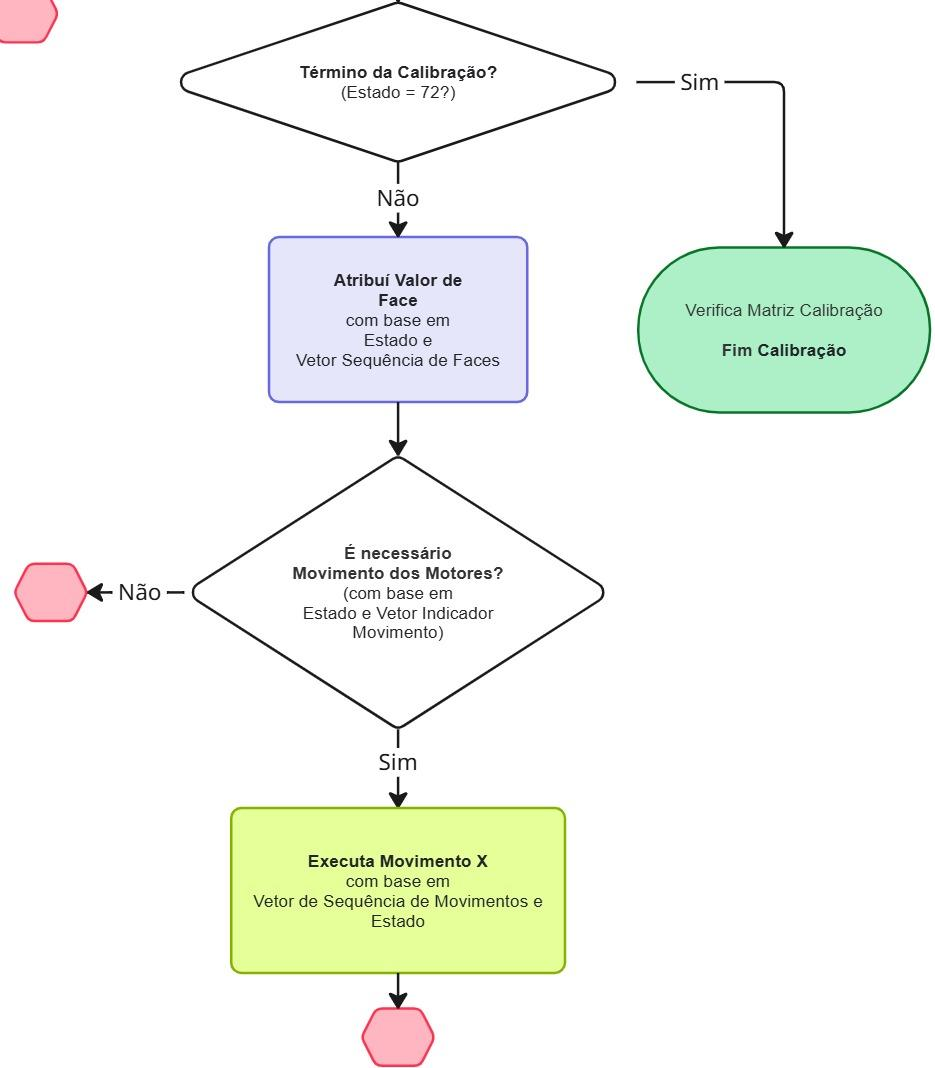 Término da Calibração?
(Estado = 72?)
Sim
Não
Atribuí Valor de
Face
com base em
Estado e
Vetor Sequência de Faces
Verifica Matriz Calibração
Fim Calibração
É necessário
Movimento dos Motores?
(com base em
Estado e Vetor Indicador
Movimento)
Não
Sim
Executa Movimento X
com base em
Vetor de Sequência de Movimentos e
Estado